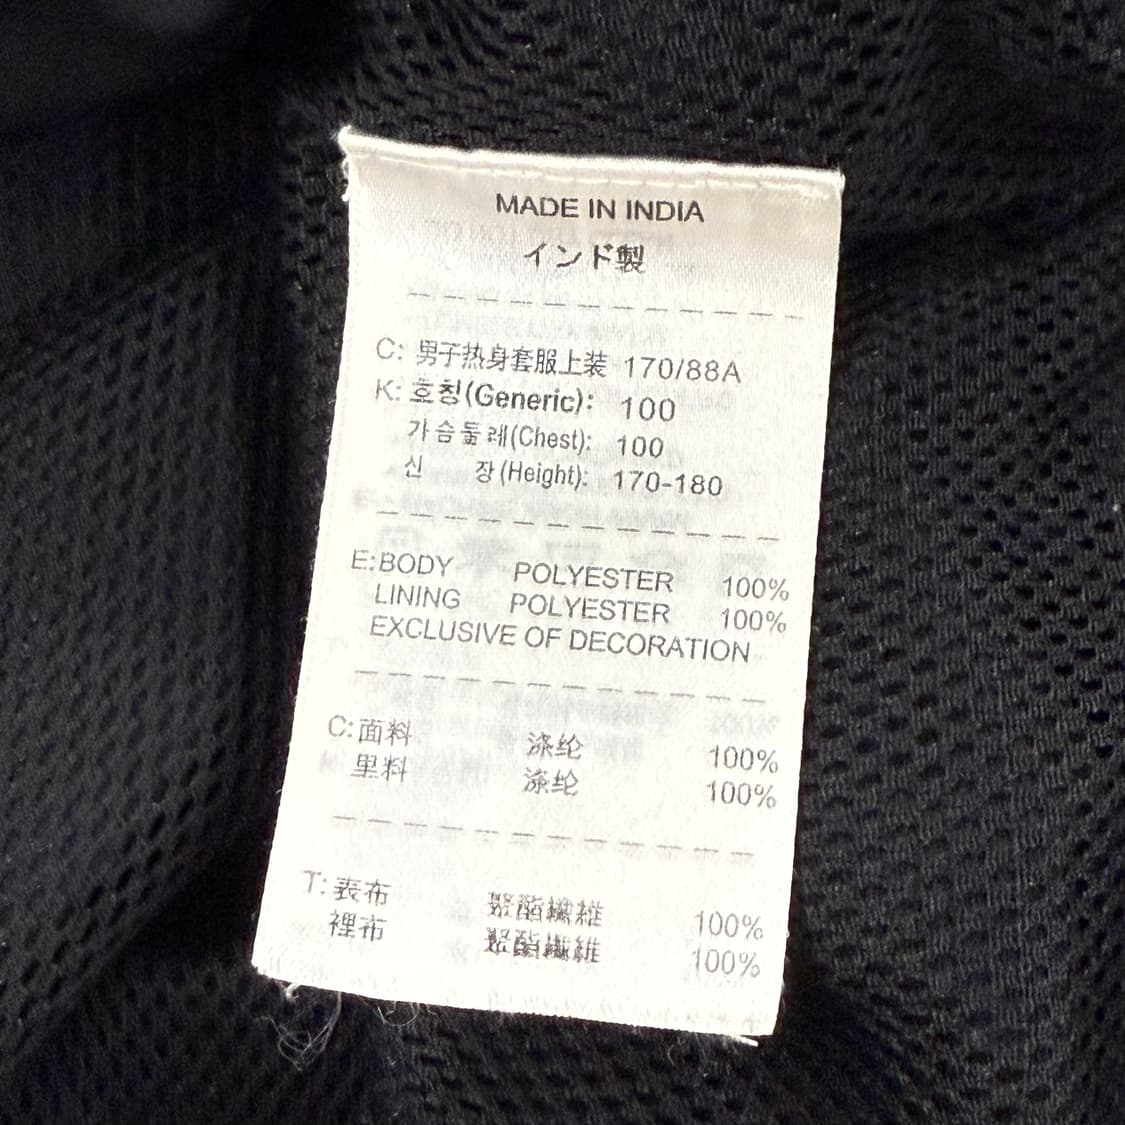 MADE IN INDIA
インド製
C: 男子热身套服上装 170/88A
K: 호칭(Generic): 100
가슴둘레(Chest): 100
신 장(Height): 170-180
E:BODY POLYESTER 100%
LINING POLYESTER 100%
EXCLUSIVE OF DECORATION
C:面料 涤纶 100%
里料 涤纶 100%
T:表布 聚酯纖維 100%
裡布 聚酯纖維 100%